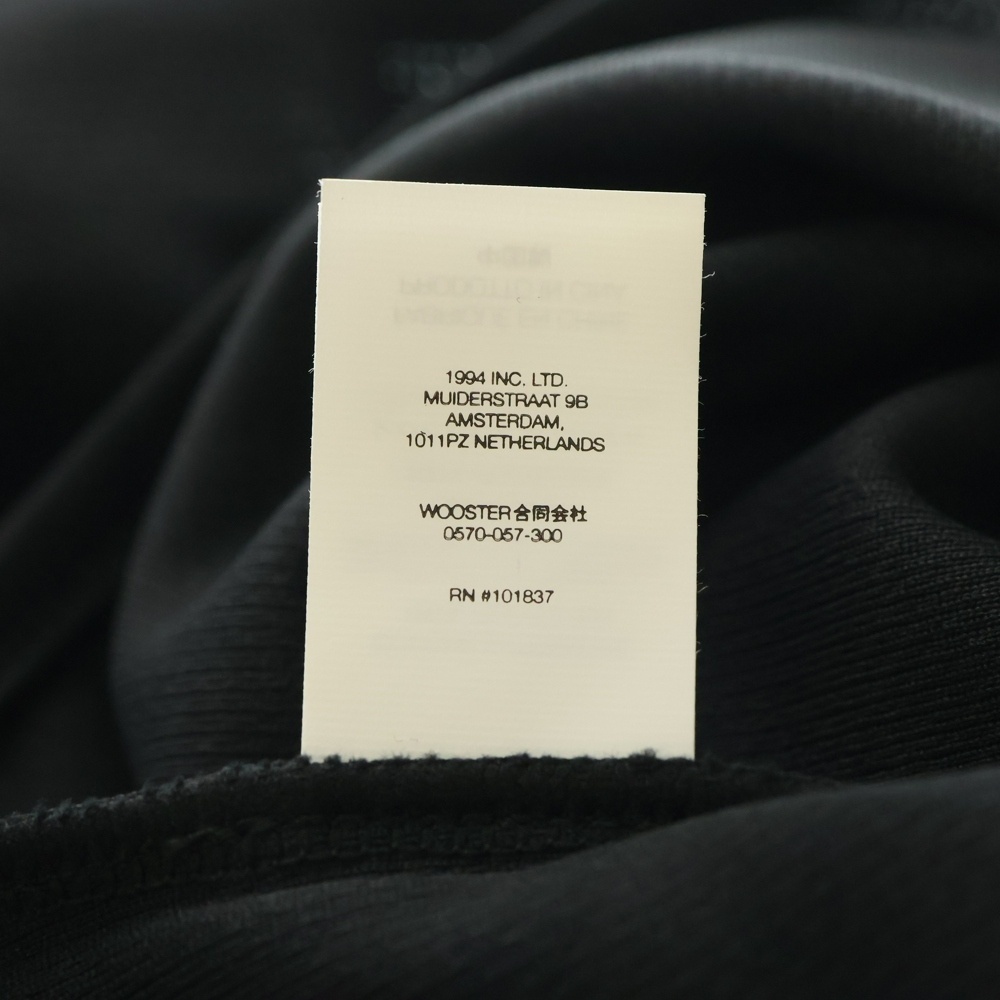 1994 INC. LTD.
MUIDERSTRAAT 9B
AMSTERDAM,
1011PZ NETHERLANDS
WOOSTER合同会社
0570-057-300
RN #101837